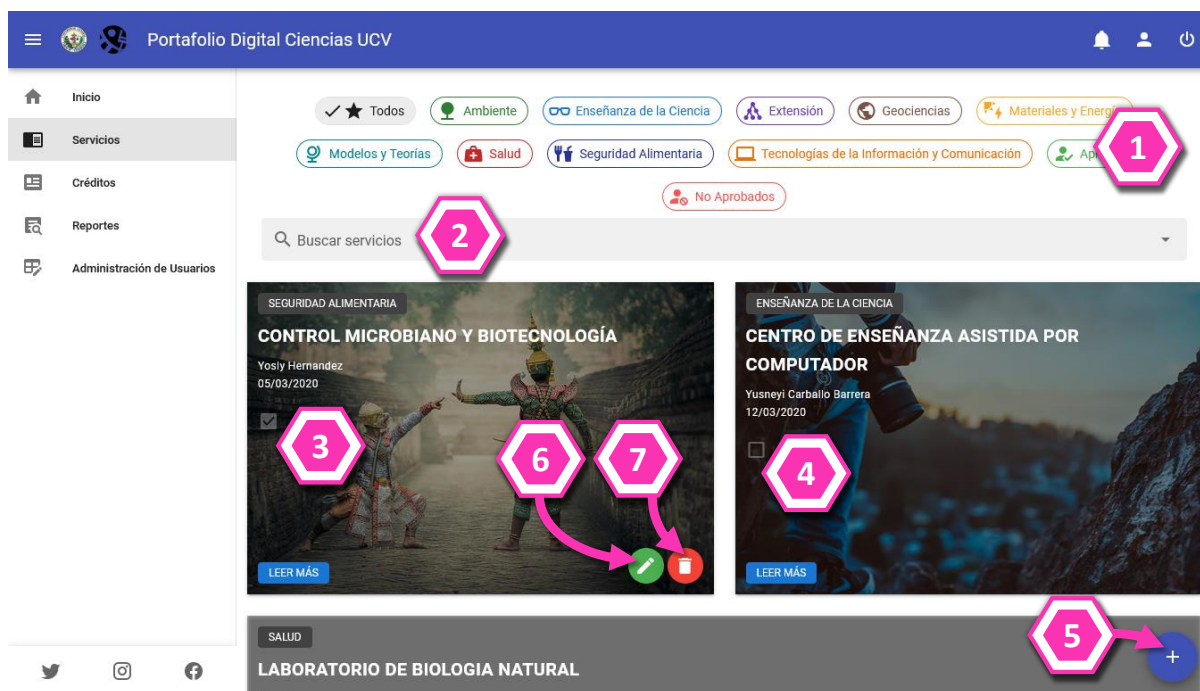 Portafolio Digital Ciencias UCV
Inicio
Servicios
Créditos
Reportes
Administración de Usuarios
Todos
Ambiente
Enseñanza de la Ciencia
Extensión
Geociencias
Materiales y
1
Modelos y Teorías
Salud
Seguridad Alimentaria
Tecnologías de la Información y Comunicación
No Aprobados
Buscar servicios
2
SEGURIDAD ALIMENTARIA
CONTROL MICROBIANO Y BIOTECNOLOGÍA
Yosly Hernandez
05/03/2020
3
6
7
LEER MÁS
ENSEÑANZA DE LA CIENCIA
CENTRO DE ENSEÑANZA ASISTIDA POR
COMPUTADOR
Yusneyi Carballo Barrera
12/03/2020
4
LEER MÁS
SALUD
LABORATORIO DE BIOLOGIA NATURAL
5